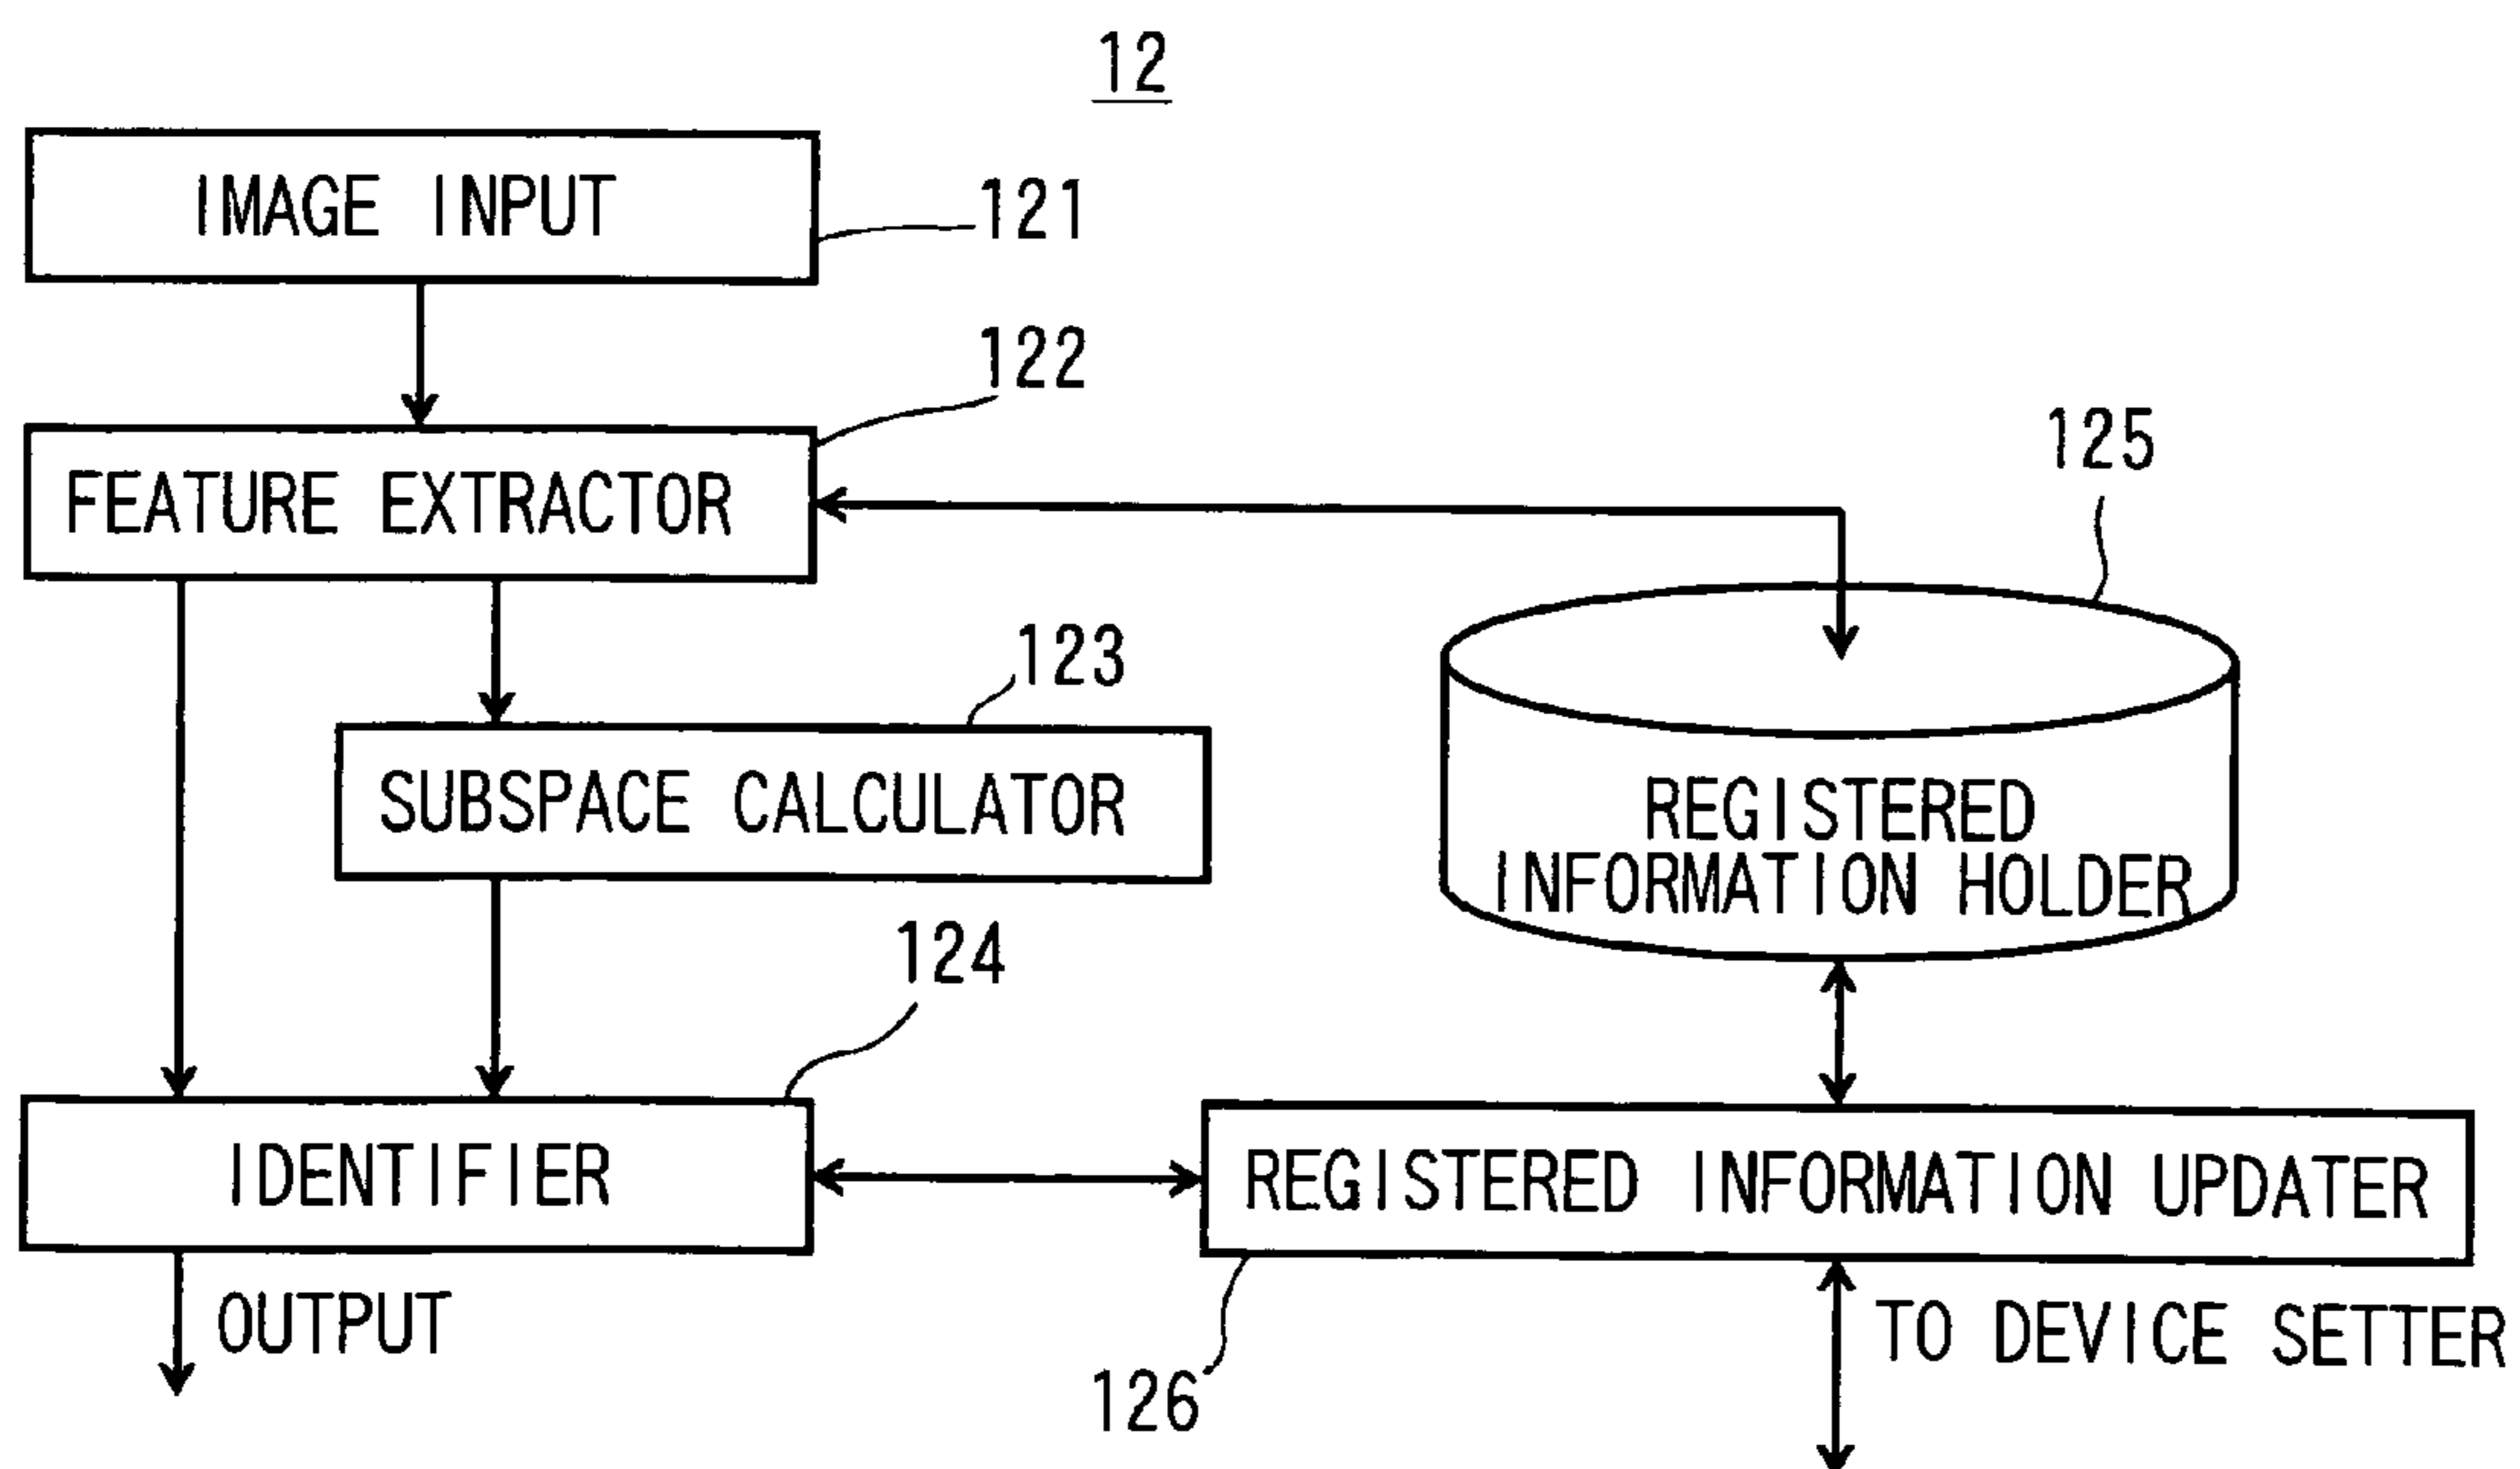 12
IMAGE INPUT
121
122
FEATURE EXTRACTOR
125
123
SUBSPACE CALCULATOR
REGISTERED
INFORMATION HOLDER
124
IDENTIFIER
REGISTERED INFORMATION UPDATER
OUTPUT
TO DEVICE SETTER
126